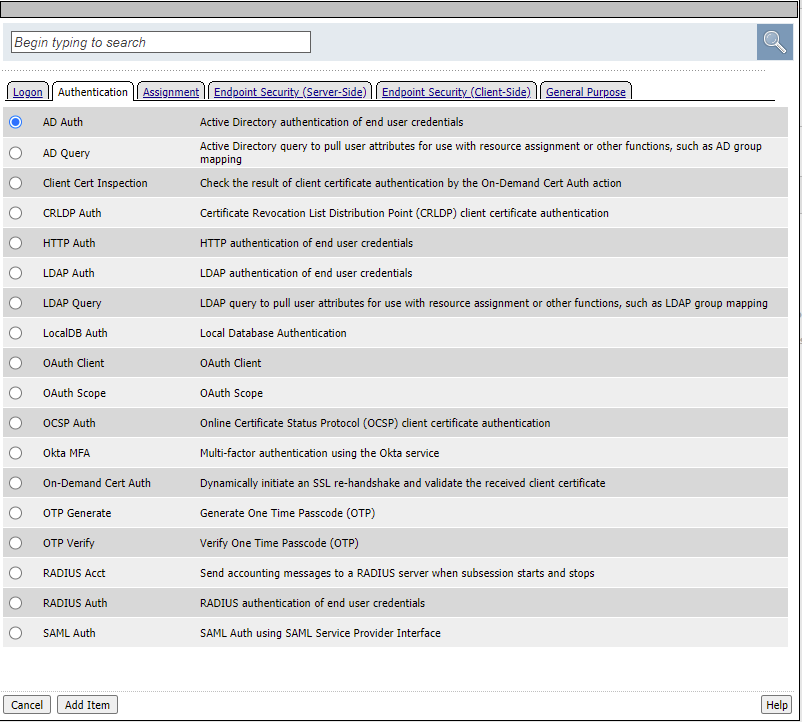 Begin typing to search
Logon Authentication Assignment Endpoint Security (Server-Side) Endpoint Security (Client-Side) General Purpose
AD Auth Active Directory authentication of end user credentials
AD Query Active Directory query to pull user attributes for use with resource assignment or other functions, such as AD group
mapping
Client Cert Inspection Check the result of client certificate authentication by the On-Demand Cert Auth action
CRLDP Auth Certificate Revocation List Distribution Point (CRLDP) client certificate authentication
HTTP Auth HTTP authentication of end user credentials
LDAP Auth LDAP authentication of end user credentials
LDAP Query LDAP query to pull user attributes for use with resource assignment or other functions, such as LDAP group mapping
LocalDB Auth Local Database Authentication
OAuth Client OAuth Client
OAuth Scope OAuth Scope
OCSP Auth Online Certificate Status Protocol (OCSP) client certificate authentication
Okta MFA Multi-factor authentication using the Okta service
On-Demand Cert Auth Dynamically initiate an SSL re-handshake and validate the received client certificate
OTP Generate Generate One Time Passcode (OTP)
OTP Verify Verify One Time Passcode (OTP)
RADIUS Acct Send accounting messages to a RADIUS server when subsession starts and stops
RADIUS Auth RADIUS authentication of end user credentials
SAML Auth SAML Auth using SAML Service Provider Interface
Cancel Add Item Help